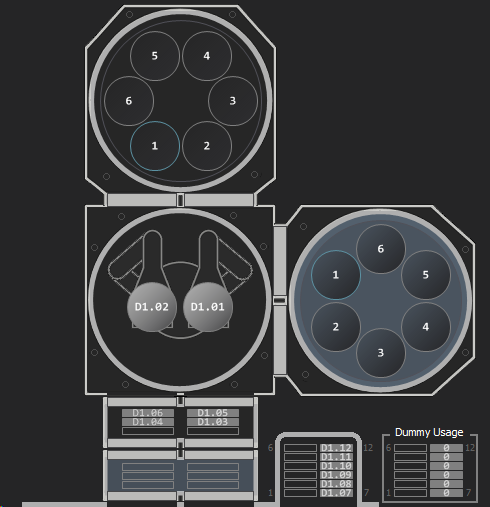 5 4
6 3
1 2
6
1 5
2 4
3
D1.02 D1.01
D1.06 D1.05
D1.04 D1.03
Dummy Usage
6 D1.12 12
D1.11
D1.10
D1.09
D1.08
1 D1.07 7
6 0 12
0
0
0
0
1 0 7